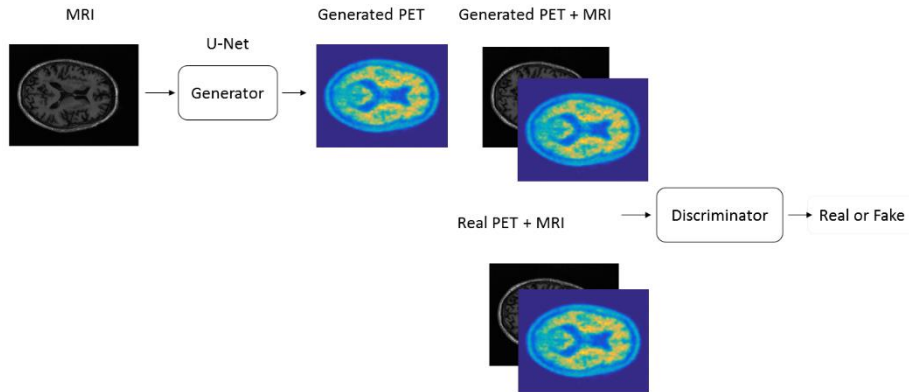 MRI
Generated PET
Generated PET + MRI
U-Net
Generator
Real PET + MRI
Discriminator
Real or Fake